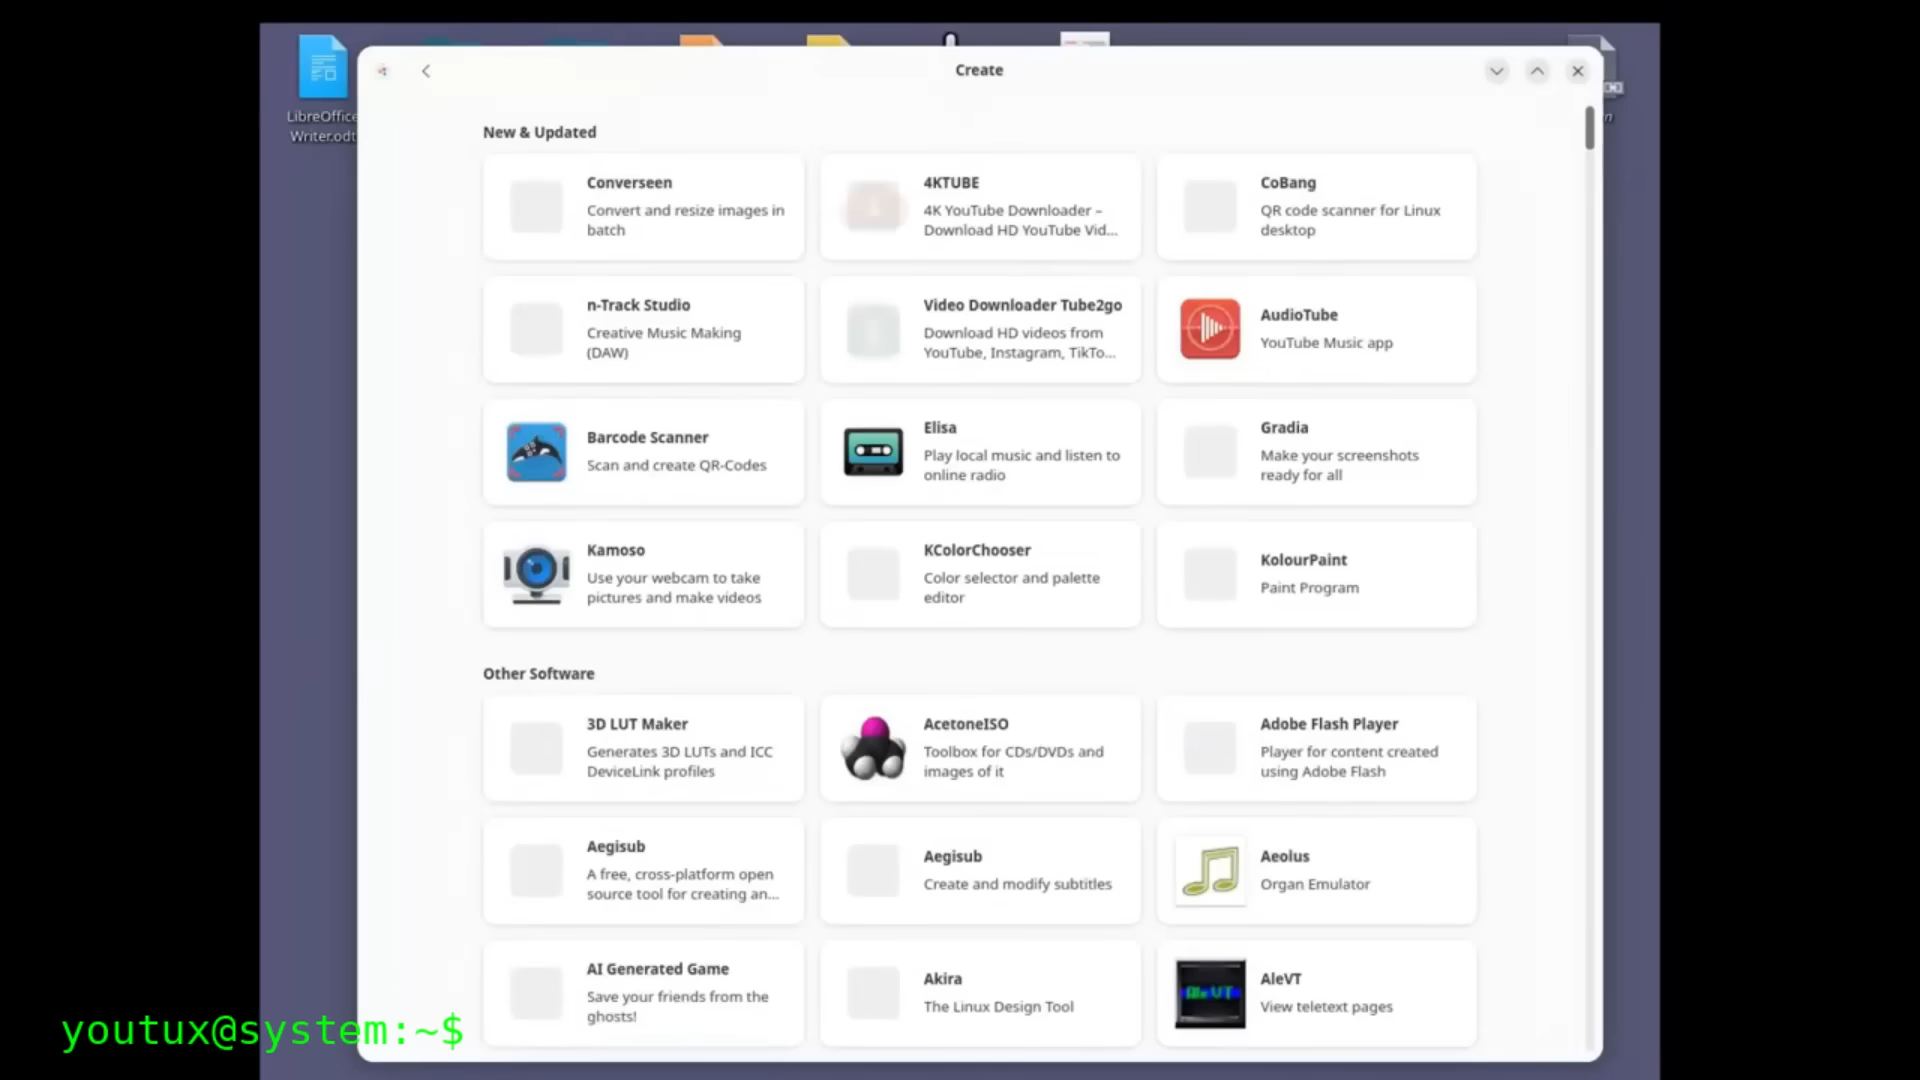 LibreOffice
Writer.odt
Create
New & Updated
Converseen
Convert and resize images in
batch
4KTUBE
4K YouTube Downloader –
Download HD YouTube Vid...
CoBang
QR code scanner for Linux
desktop
n-Track Studio
Creative Music Making
(DAW)
Video Downloader Tube2go
Download HD videos from
YouTube, Instagram, TikTo...
AudioTube
YouTube Music app
Barcode Scanner
Scan and create QR-Codes
Elisa
Play local music and listen to
online radio
Gradia
Make your screenshots
ready for all
Kamoso
Use your webcam to take
pictures and make videos
KColorChooser
Color selector and palette
editor
KolourPaint
Paint Program
Other Software
3D LUT Maker
Generates 3D LUTs and ICC
DeviceLink profiles
AcetoneISO
Toolbox for CDs/DVDs and
images of it
Adobe Flash Player
Player for content created
using Adobe Flash
Aegisub
A free, cross-platform open
source tool for creating an...
Aegisub
Create and modify subtitles
Aeolus
Organ Emulator
AI Generated Game
Save your friends from the
ghosts!
Akira
The Linux Design Tool
AleVT
AleVT
View teletext pages
youtux@system:~$